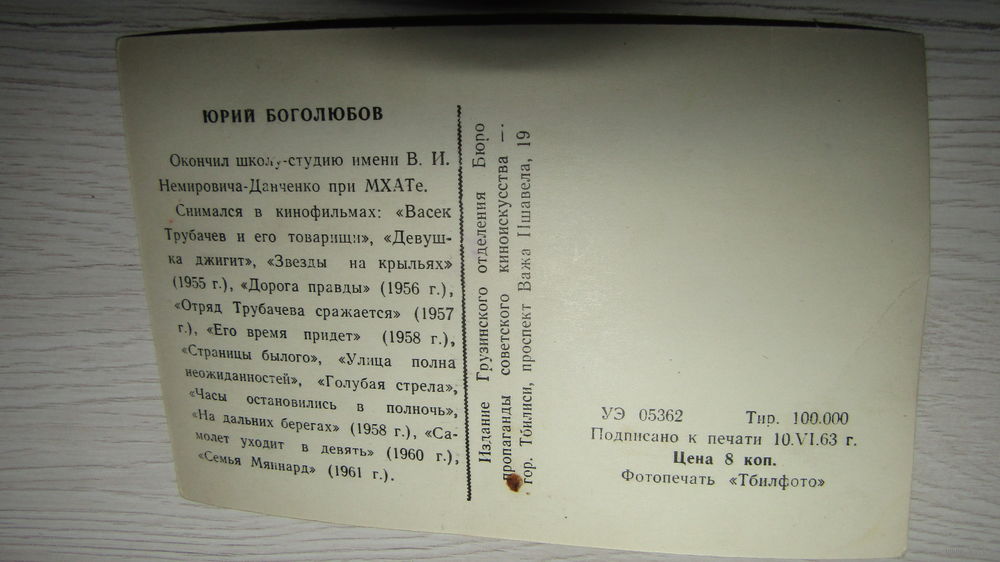 ЮРИЙ БОГОЛЮБОВ
Окончил школу-студию имени В. И.
Немировича-Данченко при МХАТе.
Снимался в кинофильмах: «Васек
Трубачев и его товарищи», «Девуш-
ка джигит», «Звезды на крыльях»
(1955 г.), «Дорога правды» (1956 г.),
«Отряд Трубачева сражается» (1957
г.), «Его время придет» (1958 г.),
«Страницы былого», «Улица полна
неожиданностей», «Голубая стрела»,
«Часы остановились в полночь»,
«На дальних берегах» (1958 г.), «Са-
молет уходит в девять» (1960 г.),
«Семья Мяннард» (1961 г.).
Издание Грузинского отделения Бюро
пропаганды советского киноискусства —
гор. Тбилиси, проспект Важа Пшавела, 19
УЭ 05362 Тир. 100.000
Подписано к печати 10.VI.63 г.
Цена 8 коп.
Фотопечать «Тбилфото»